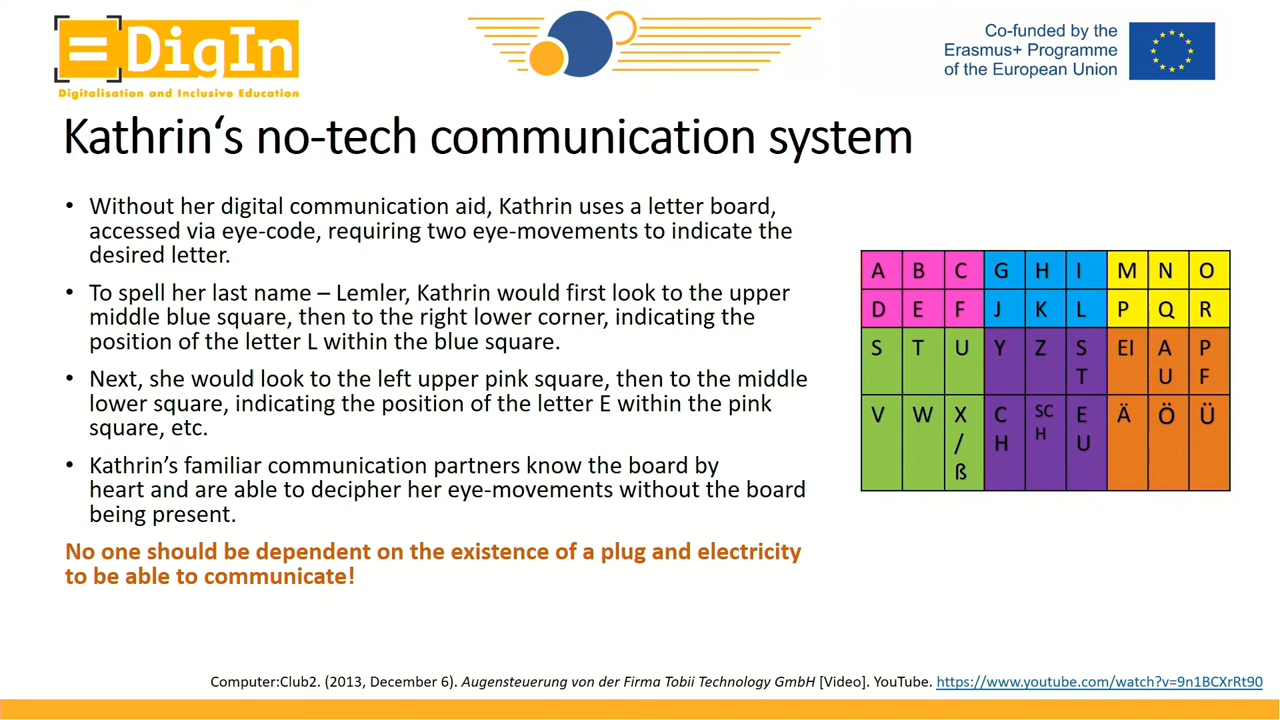 =DigIn
Digitalisation and Inclusive Education
Co-funded by the
Erasmus+ Programme
of the European Union
Kathrin‘s no-tech communication system
• Without her digital communication aid, Kathrin uses a letter board,
accessed via eye-code, requiring two eye-movements to indicate the
desired letter.
• To spell her last name – Lemler, Kathrin would first look to the upper
middle blue square, then to the right lower corner, indicating the
position of the letter L within the blue square.
• Next, she would look to the left upper pink square, then to the middle
lower square, indicating the position of the letter E within the pink
square, etc.
• Kathrin’s familiar communication partners know the board by
heart and are able to decipher her eye-movements without the board
being present.
No one should be dependent on the existence of a plug and electricity
to be able to communicate!
A B C G H I M N O
D E F J K L P Q R
S T U Y Z ST EI AU PF
V W X/ß CH SCH EU Ä Ö Ü
Computer:Club2. (2013, December 6). Augensteuerung von der Firma Tobii Technology GmbH [Video]. YouTube. https://www.youtube.com/watch?v=9n1BCXrRt90